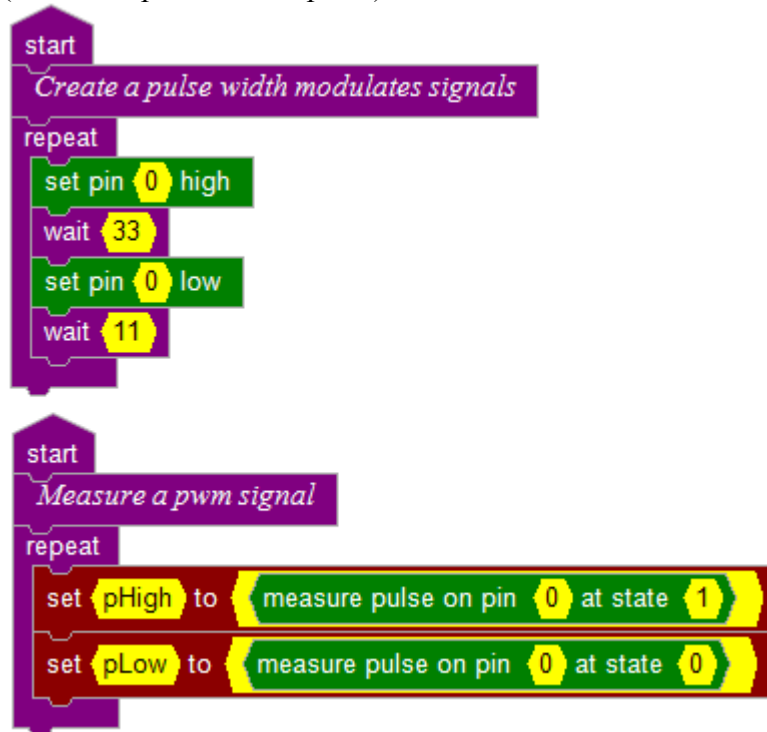 start
Create a pulse width modulates signals
repeat
set pin 0 high
wait 33
set pin 0 low
wait 11
start
Measure a pwm signal
repeat
set pHigh to measure pulse on pin 0 at state 1
set pLow to measure pulse on pin 0 at state 0